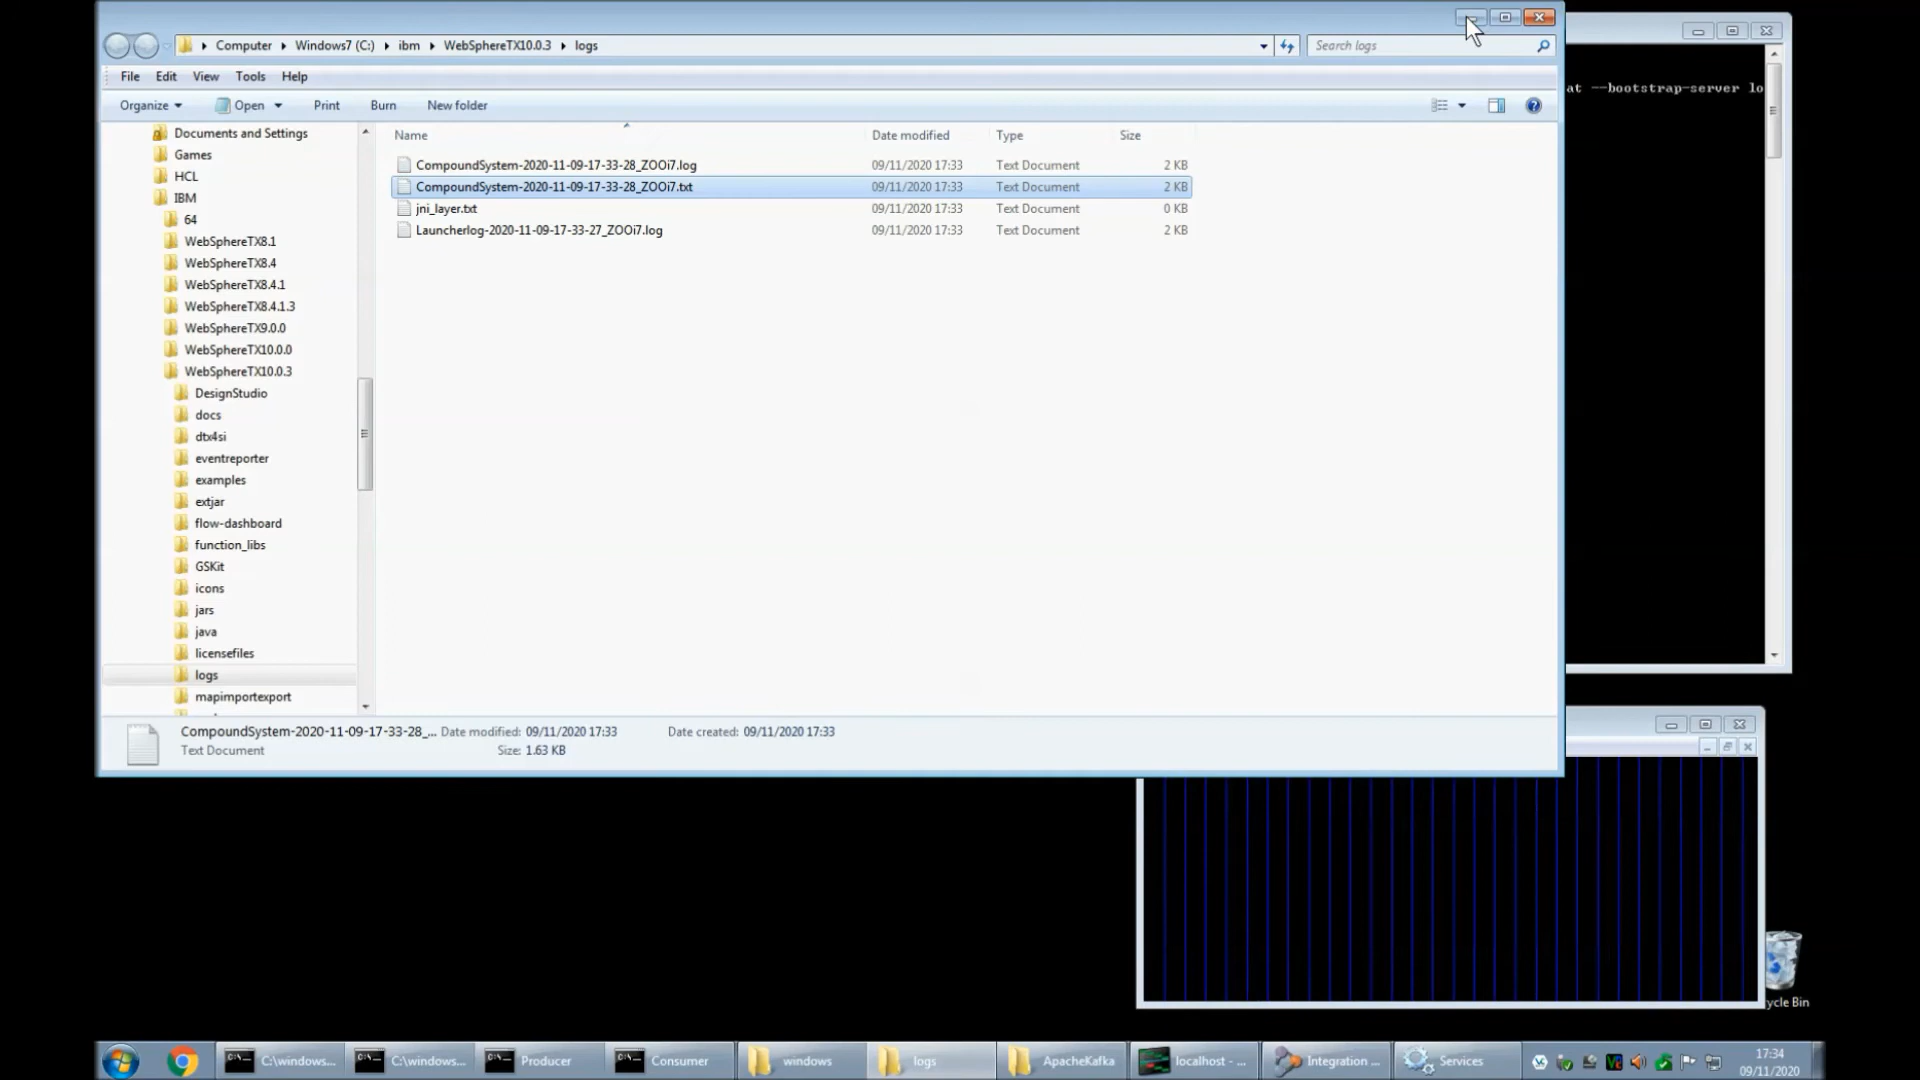 Computer Windows7 (C:) ibm WebSphereTX10.0.3 logs
Search logs
File Edit View Tools Help
Organize Open Print Burn New folder
Name Date modified Type Size
Documents and Settings
Games
HCL
IBM
64
WebSphereTX8.1
WebSphereTX8.4
WebSphereTX8.4.1
WebSphereTX8.4.1.3
WebSphereTX9.0.0
WebSphereTX10.0.0
WebSphereTX10.0.3
DesignStudio
docs
dtx4si
eventreporter
examples
extjar
flow-dashboard
function_libs
GSKit
icons
jars
java
licensefiles
logs
mapimportexport
CompoundSystem-2020-11-09-17-33-28_ZOOi7.log 09/11/2020 17:33 Text Document 2 KB
CompoundSystem-2020-11-09-17-33-28_ZOOi7.txt 09/11/2020 17:33 Text Document 2 KB
jni_layer.txt 09/11/2020 17:33 Text Document 0 KB
Launcherlog-2020-11-09-17-33-27_ZOOi7.log 09/11/2020 17:33 Text Document 2 KB
CompoundSystem-2020-11-09-17-33-28_... Date modified: 09/11/2020 17:33 Date created: 09/11/2020 17:33
Text Document Size: 1.63 KB
at --bootstrap-server lo
ycle Bin
C:\windows... C:\windows... Producer Consumer windows logs ApacheKafka localhost - ... Integration ... Services
17:34
09/11/2020